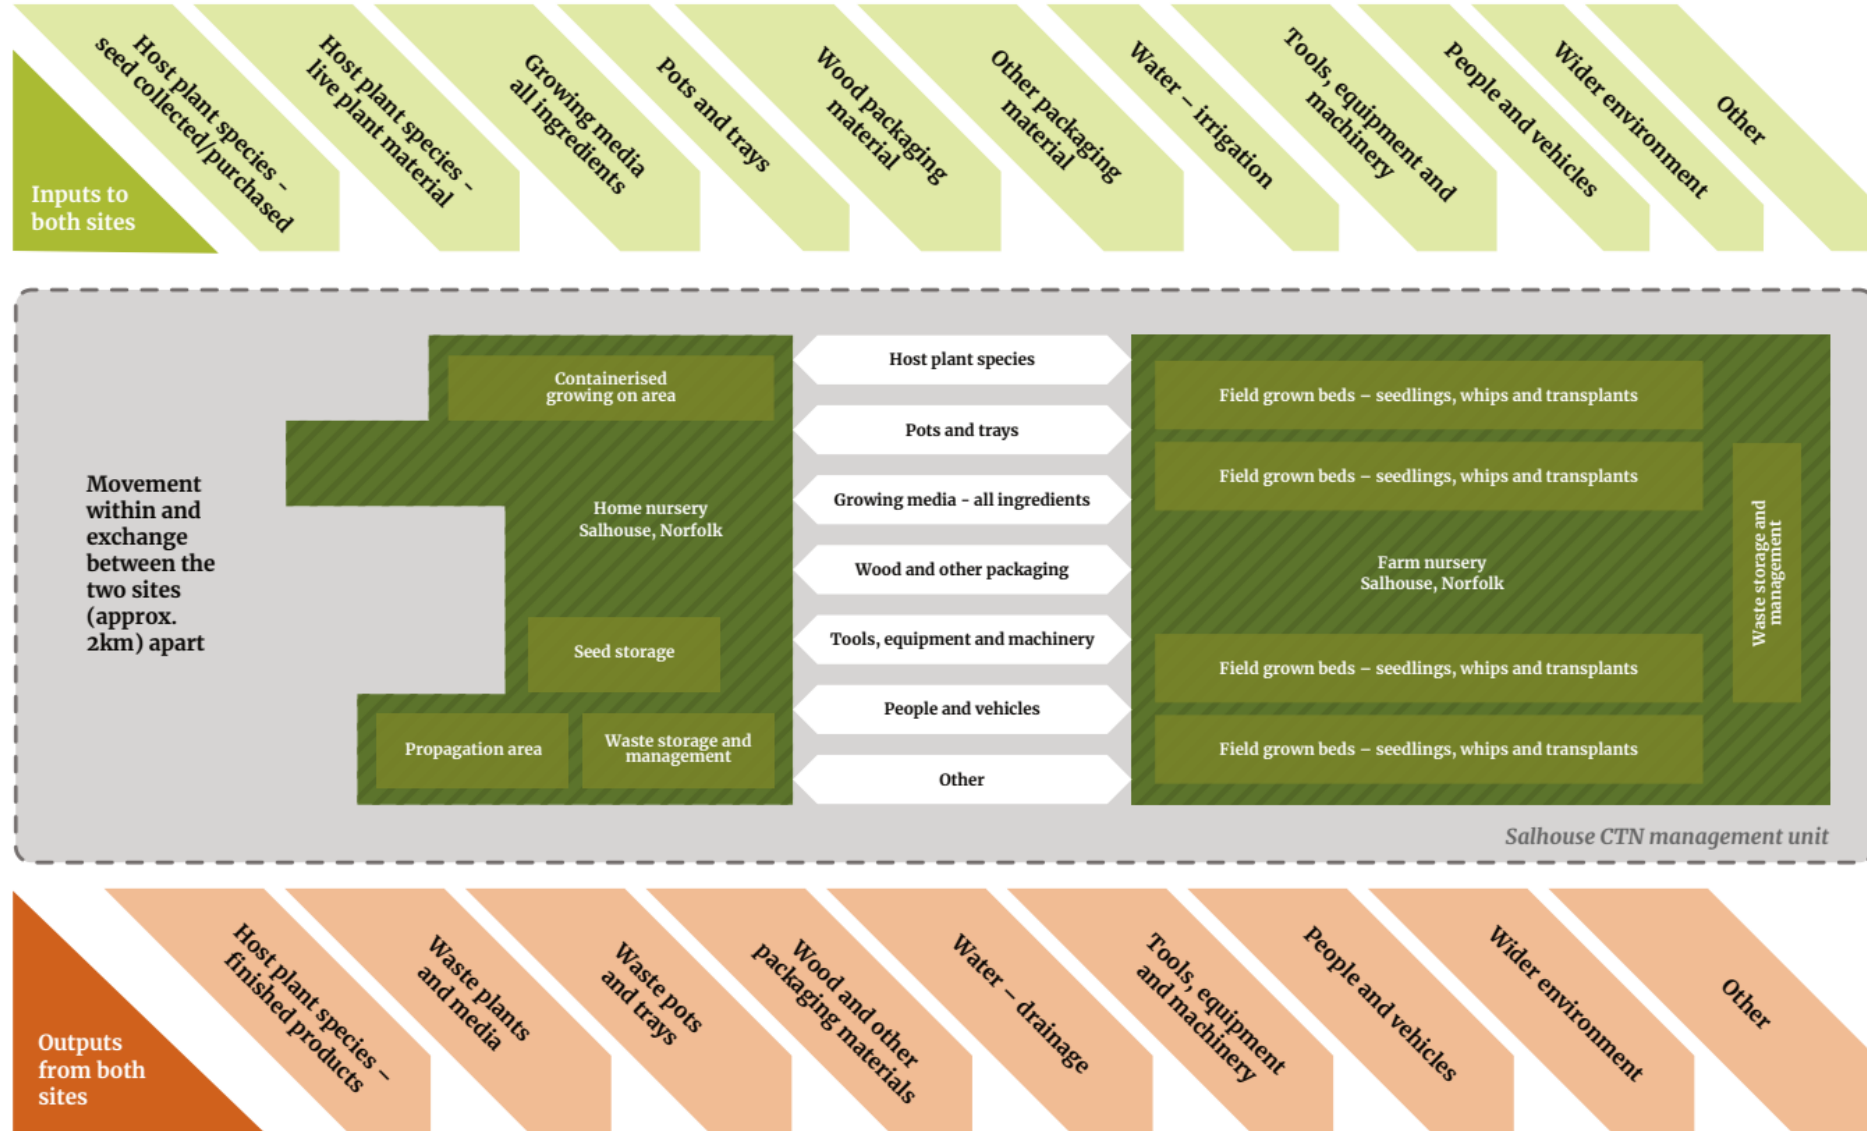 Host plant species -
seed collected/purchased
Host plant species -
live plant material
Growing media
all ingredients
Pots and trays
Wood packaging
material
Other packaging
material
Water – irrigation
Tools, equipment and
machinery
People and vehicles
Wider environment
Other
Inputs to
both sites
Movement
within and
exchange
between the
two sites
(approx.
2km) apart
Containerised
growing on area
Home nursery
Salhouse, Norfolk
Seed storage
Propagation area
Waste storage and
management
Host plant species
Pots and trays
Growing media - all ingredients
Wood and other packaging
Tools, equipment and machinery
People and vehicles
Other
Field grown beds – seedlings, whips and transplants
Field grown beds – seedlings, whips and transplants
Farm nursery
Salhouse, Norfolk
Field grown beds – seedlings, whips and transplants
Field grown beds – seedlings, whips and transplants
Waste storage and
management
Salhouse CTN management unit
Outputs
from both
sites
Host plant species –
finished products
Waste plants
and media
Waste pots
and trays
Wood and other
packaging materials
Water – drainage
Tools, equipment
and machinery
People and vehicles
Wider environment
Other